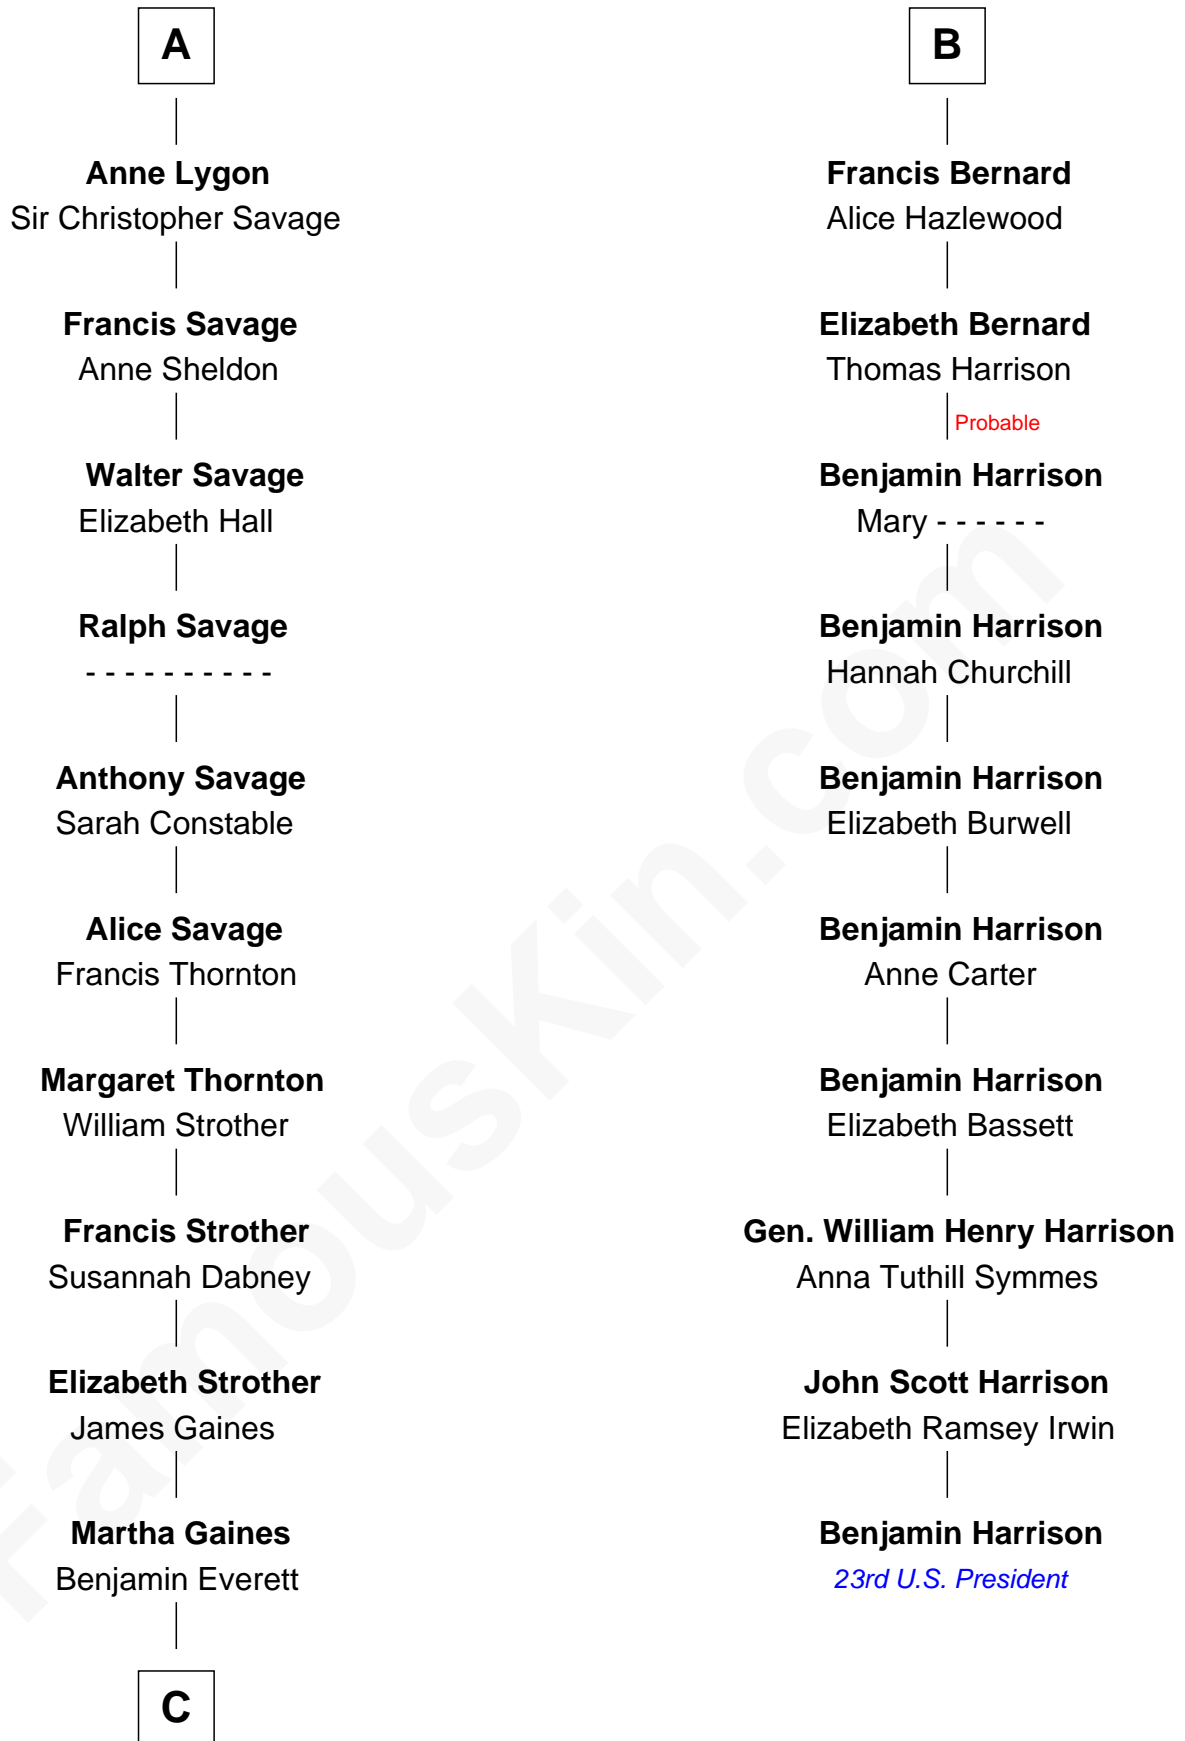 A
Anne Lygon
Sir Christopher Savage
Francis Savage
Anne Sheldon
Walter Savage
Elizabeth Hall
Ralph Savage
- - - - - - - - - -
Anthony Savage
Sarah Constable
Alice Savage
Francis Thornton
Margaret Thornton
William Strother
Francis Strother
Susannah Dabney
Elizabeth Strother
James Gaines
Martha Gaines
Benjamin Everett
C
B
Francis Bernard
Alice Hazlewood
Elizabeth Bernard
Thomas Harrison
Probable
Benjamin Harrison
Mary - - - - - -
Benjamin Harrison
Hannah Churchill
Benjamin Harrison
Elizabeth Burwell
Benjamin Harrison
Anne Carter
Benjamin Harrison
Elizabeth Bassett
Gen. William Henry Harrison
Anna Tuthill Symmes
John Scott Harrison
Elizabeth Ramsey Irwin
Benjamin Harrison
23rd U.S. President
FamousKin.com